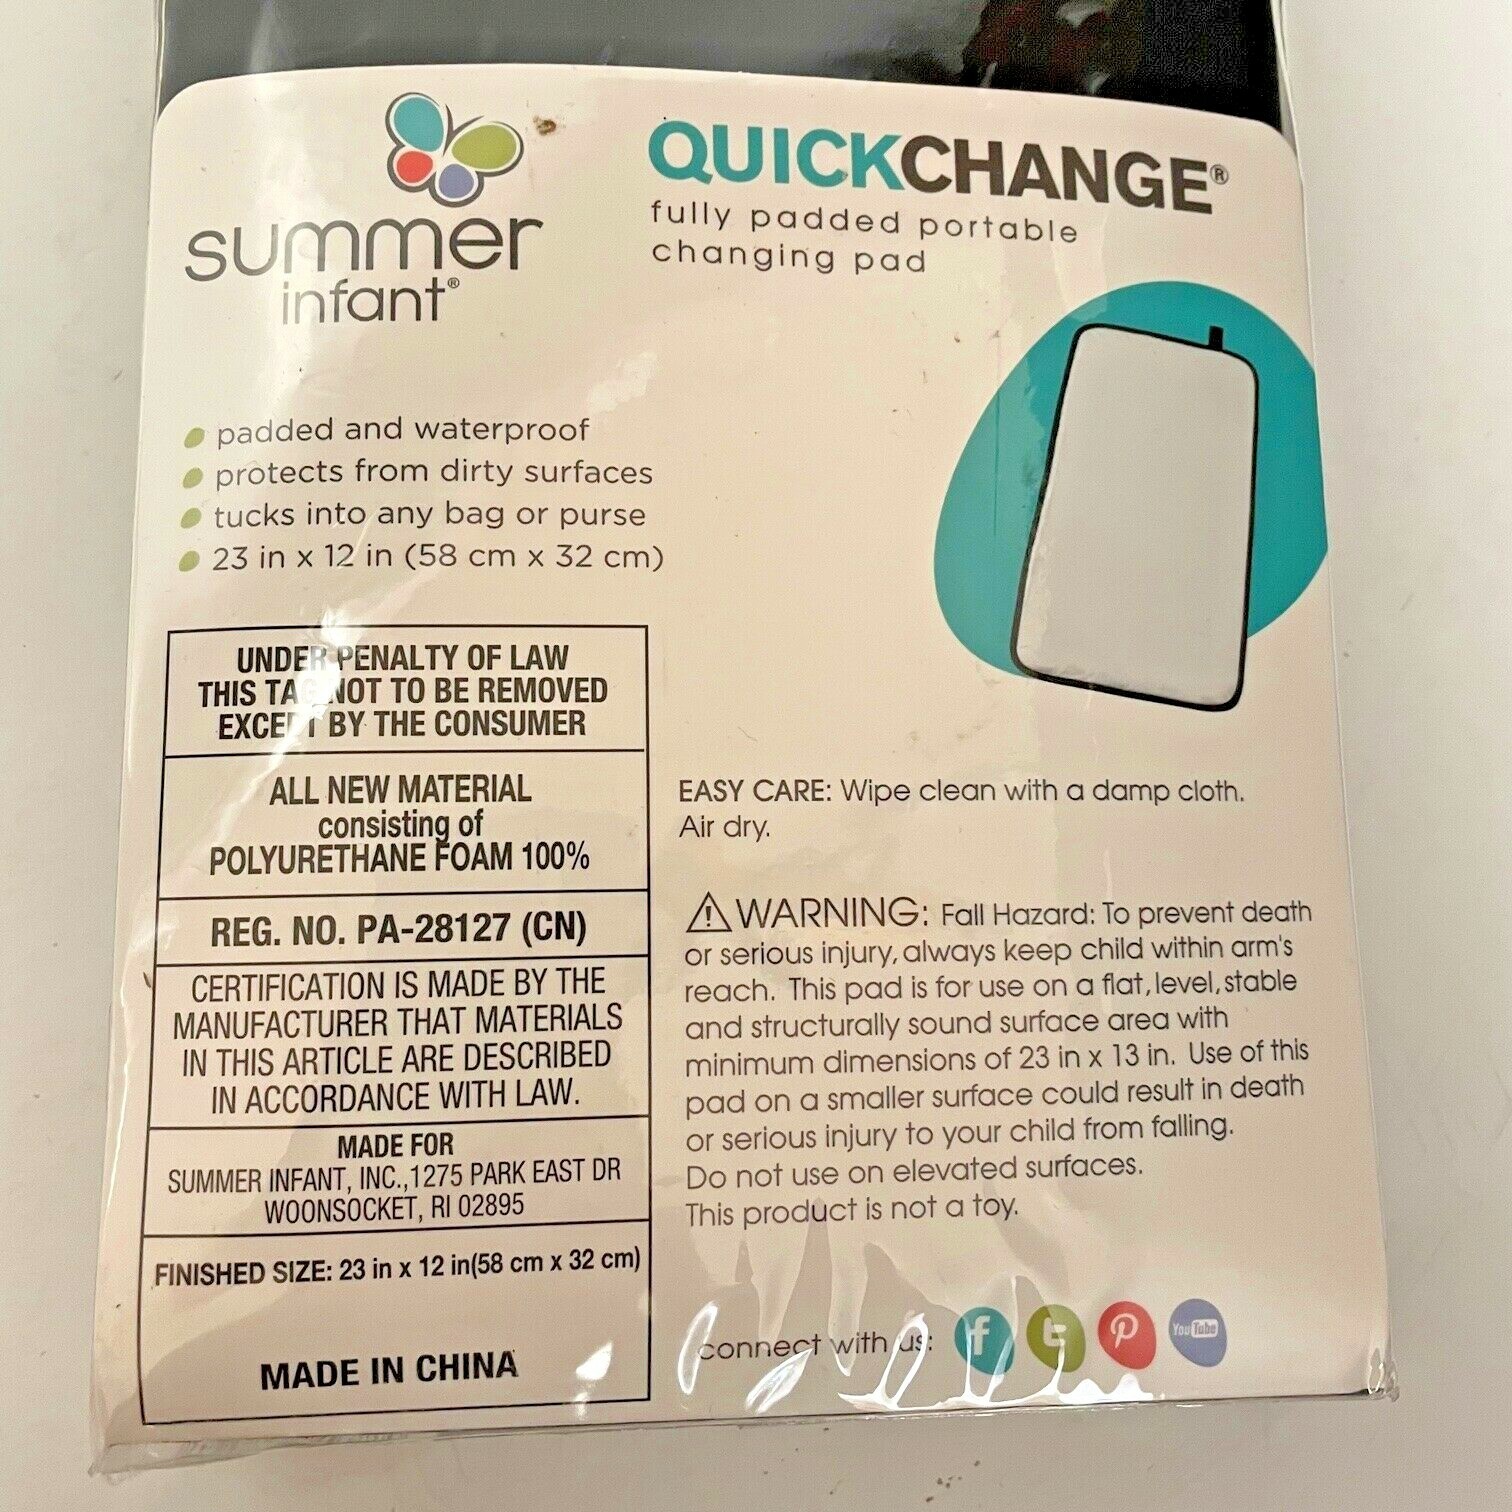 summer
infant®
QUICKCHANGE®
fully padded portable
changing pad
padded and waterproof
protects from dirty surfaces
tucks into any bag or purse
23 in x 12 in (58 cm x 32 cm)
UNDER PENALTY OF LAW
THIS TAG NOT TO BE REMOVED
EXCEPT BY THE CONSUMER
ALL NEW MATERIAL
consisting of
POLYURETHANE FOAM 100%
REG. NO. PA-28127 (CN)
CERTIFICATION IS MADE BY THE
MANUFACTURER THAT MATERIALS
IN THIS ARTICLE ARE DESCRIBED
IN ACCORDANCE WITH LAW.
MADE FOR
SUMMER INFANT, INC.,1275 PARK EAST DR
WOONSOCKET, RI 02895
FINISHED SIZE: 23 in x 12 in(58 cm x 32 cm)
MADE IN CHINA
EASY CARE: Wipe clean with a damp cloth.
Air dry.
WARNING: Fall Hazard: To prevent death
or serious injury, always keep child within arm's
reach. This pad is for use on a flat, level, stable
and structurally sound surface area with
minimum dimensions of 23 in x 13 in. Use of this
pad on a smaller surface could result in death
or serious injury to your child from falling.
Do not use on elevated surfaces.
This product is not a toy.
connect with us: f t P You Tube